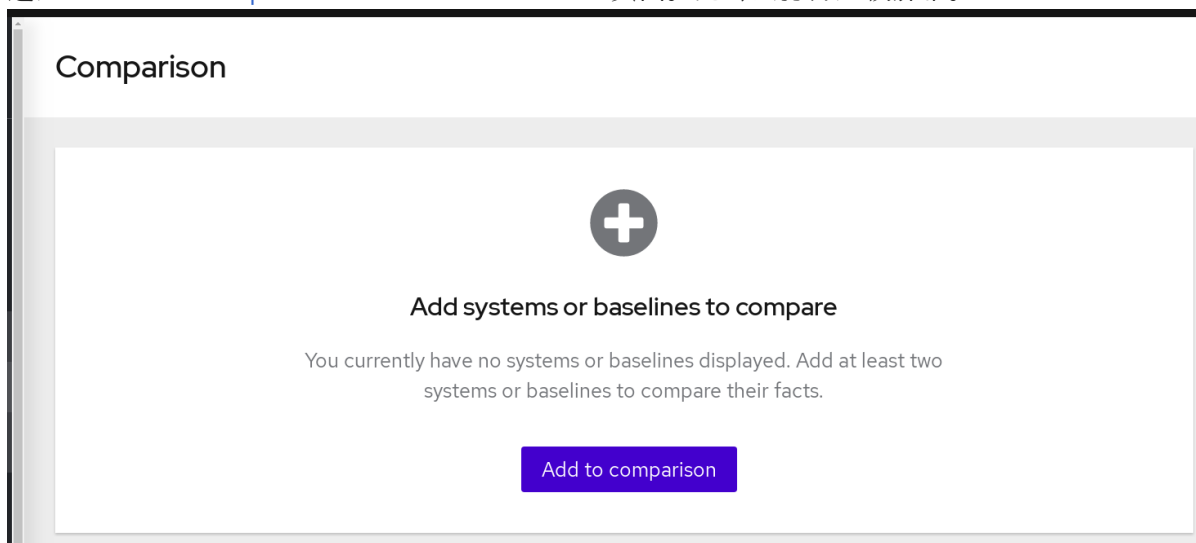 Comparison
Add systems or baselines to compare
You currently have no systems or baselines displayed. Add at least two
systems or baselines to compare their facts.
Add to comparison